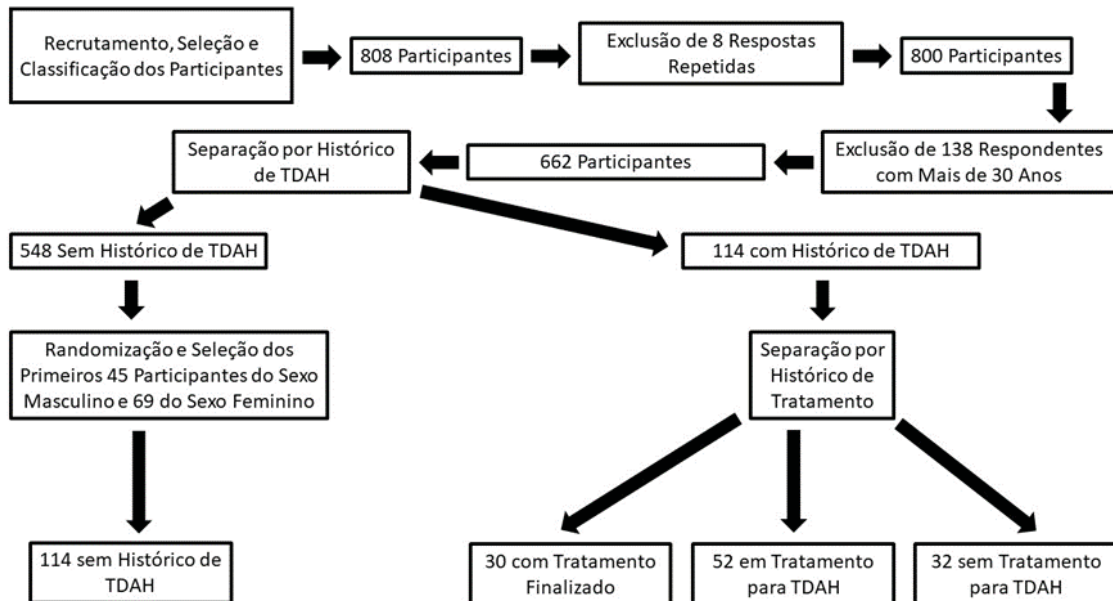 Recrutamento, Seleção e
Classificação dos Participantes
808 Participantes
Exclusão de 8 Respostas
Repetidas
800 Participantes
Exclusão de 138 Respondentes
com Mais de 30 Anos
662 Participantes
Separação por Histórico
de TDAH
548 Sem Histórico de TDAH
114 com Histórico de TDAH
Randomização e Seleção dos
Primeiros 45 Participantes do Sexo
Masculino e 69 do Sexo Feminino
Separação por
Histórico de
Tratamento
114 sem Histórico de
TDAH
30 com Tratamento
Finalizado
52 em Tratamento
para TDAH
32 sem Tratamento
para TDAH